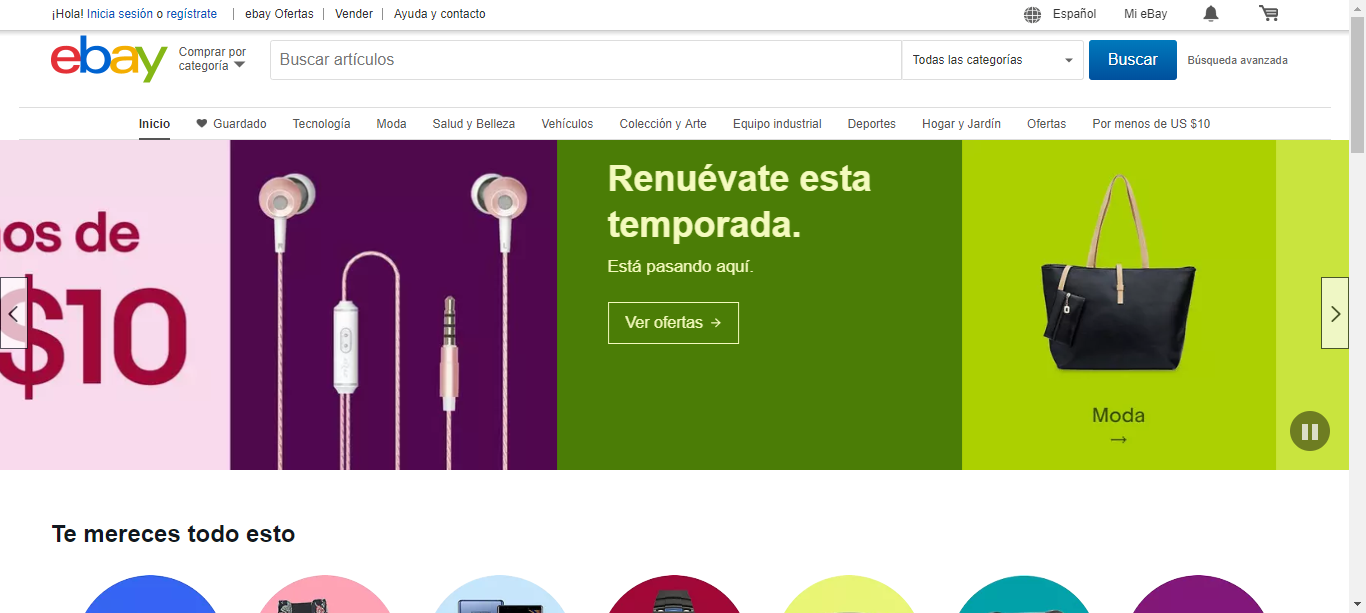 ¡Hola! Inicia sesión o regístrate
ebay Ofertas
Vender
Ayuda y contacto
Español
Mi eBay
ebay
Comprar por
categoría
Buscar artículos
Todas las categorías
Buscar
Búsqueda avanzada
Inicio
Guardado
Tecnología
Moda
Salud y Belleza
Vehículos
Colección y Arte
Equipo industrial
Deportes
Hogar y Jardín
Ofertas
Por menos de US $10
os de
$10
R
L
Renuévate esta
temporada.
Está pasando aquí.
Ver ofertas →
Moda
→
Te mereces todo esto